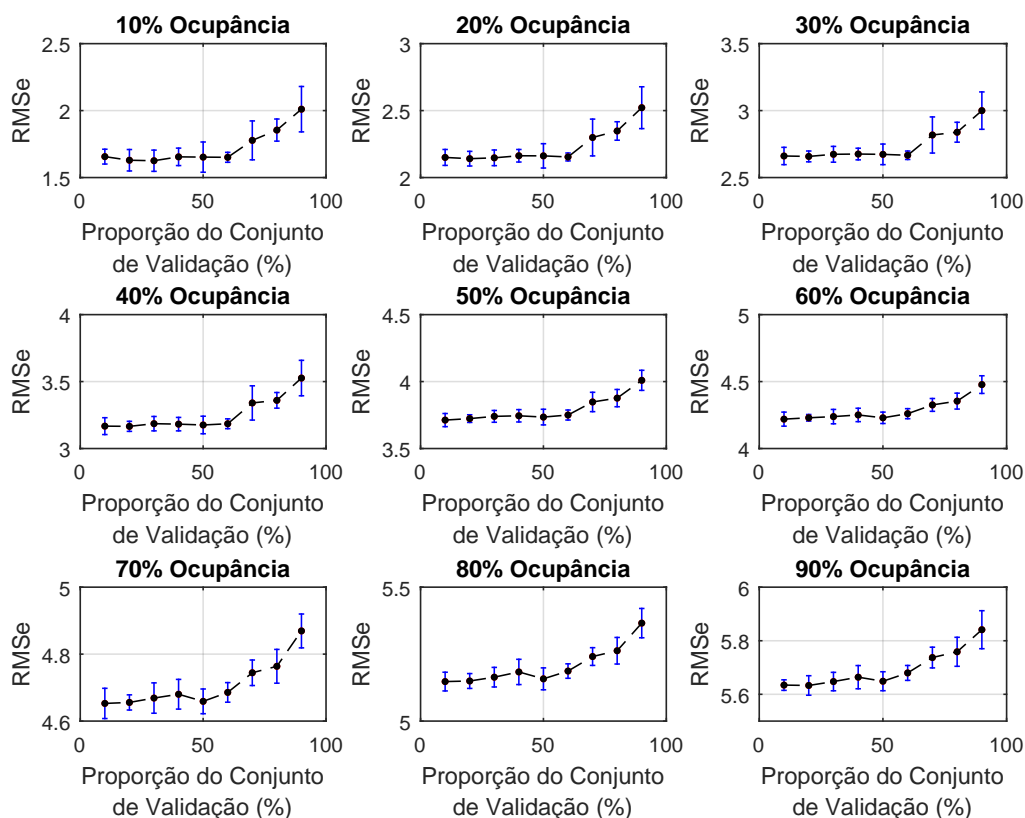 10% Ocupância
2.5
2
1.5
RMSe
0
50
100
Proporção do Conjunto
de Validação (%)
20% Ocupância
3
2.5
2
RMSe
0
50
100
Proporção do Conjunto
de Validação (%)
30% Ocupância
3.5
3
2.5
RMSe
0
50
100
Proporção do Conjunto
de Validação (%)
40% Ocupância
4
3.5
3
RMSe
0
50
100
Proporção do Conjunto
de Validação (%)
50% Ocupância
4.5
4
3.5
RMSe
0
50
100
Proporção do Conjunto
de Validação (%)
60% Ocupância
5
4.5
4
RMSe
0
50
100
Proporção do Conjunto
de Validação (%)
70% Ocupância
5
4.8
4.6
RMSe
0
50
100
Proporção do Conjunto
de Validação (%)
80% Ocupância
5.5
5
RMSe
0
50
100
Proporção do Conjunto
de Validação (%)
90% Ocupância
6
5.8
5.6
RMSe
0
50
100
Proporção do Conjunto
de Validação (%)